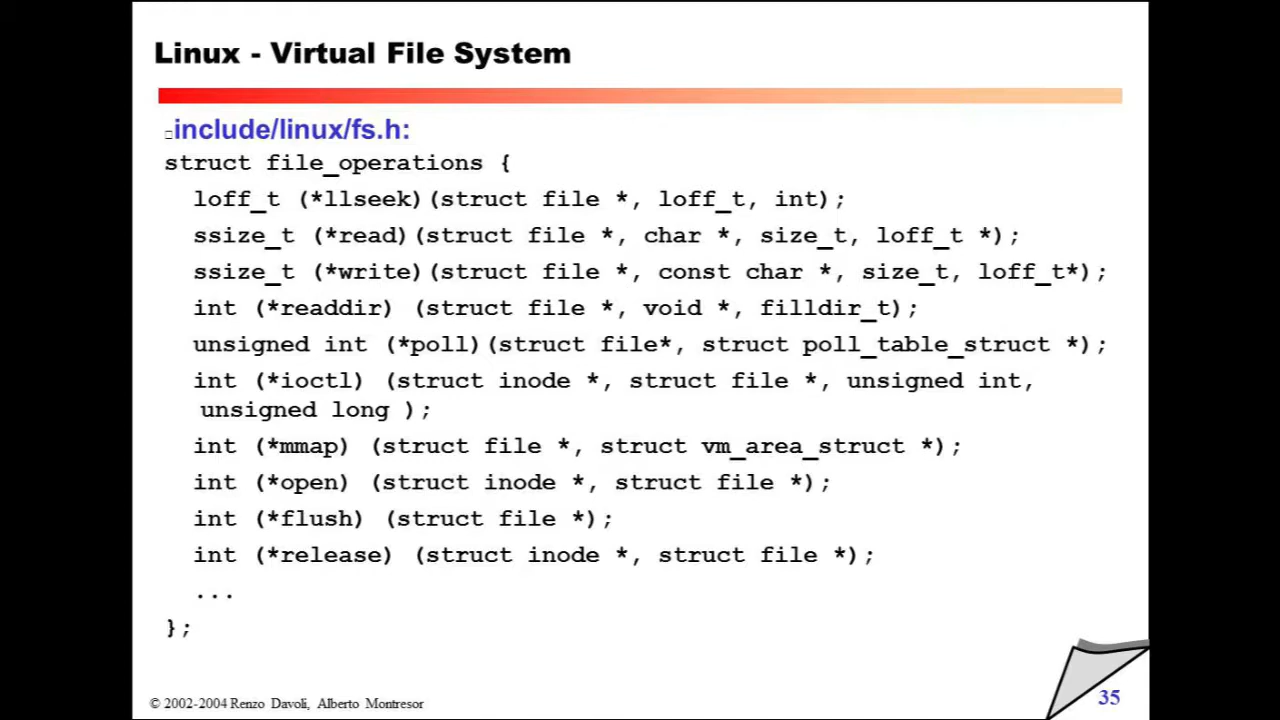 Linux - Virtual File System
include/linux/fs.h:
struct file_operations {
loff_t (*llseek)(struct file *, loff_t, int);
ssize_t (*read)(struct file *, char *, size_t, loff_t *);
ssize_t (*write)(struct file *, const char *, size_t, loff_t*);
int (*readdir) (struct file *, void *, filldir_t);
unsigned int (*poll)(struct file*, struct poll_table_struct *);
int (*ioctl) (struct inode *, struct file *, unsigned int,
unsigned long );
int (*mmap) (struct file *, struct vm_area_struct *);
int (*open) (struct inode *, struct file *);
int (*flush) (struct file *);
int (*release) (struct inode *, struct file *);
...
};
© 2002-2004 Renzo Davoli, Alberto Montresor
35